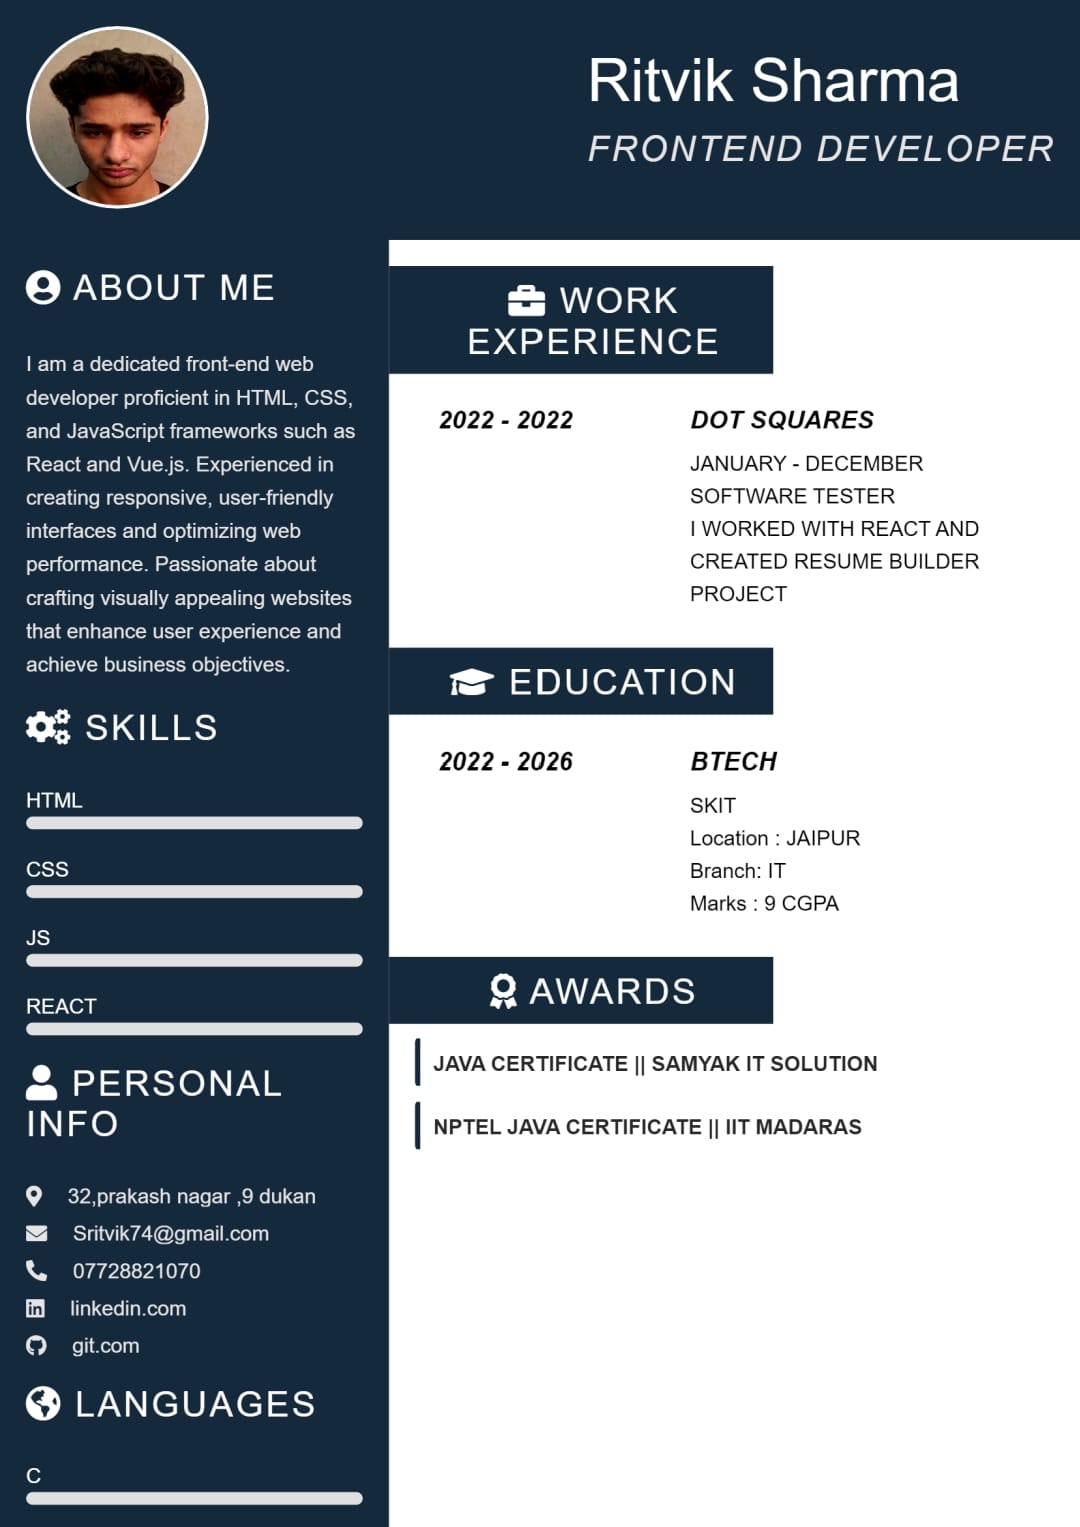 Ritvik Sharma
FRONTEND DEVELOPER
ABOUT ME
I am a dedicated front-end web
developer proficient in HTML, CSS,
and JavaScript frameworks such as
React and Vue.js. Experienced in
creating responsive, user-friendly
interfaces and optimizing web
performance. Passionate about
crafting visually appealing websites
that enhance user experience and
achieve business objectives.
SKILLS
HTML
CSS
JS
REACT
PERSONAL
INFO
32,prakash nagar ,9 dukan
Sritvik74@gmail.com
07728821070
linkedin.com
git.com
LANGUAGES
C
WORK
EXPERIENCE
2022 - 2022
DOT SQUARES
JANUARY - DECEMBER
SOFTWARE TESTER
I WORKED WITH REACT AND
CREATED RESUME BUILDER
PROJECT
EDUCATION
2022 - 2026
BTECH
SKIT
Location : JAIPUR
Branch: IT
Marks : 9 CGPA
AWARDS
JAVA CERTIFICATE || SAMYAK IT SOLUTION
NPTEL JAVA CERTIFICATE || IIT MADARAS